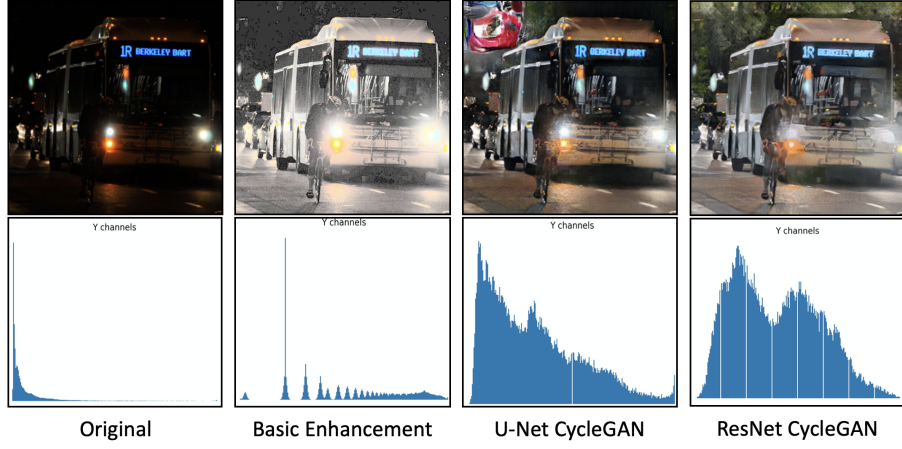 1R BERKELEY BART
1R BERKELEY BART
1R BERKELEY BART
1R BERKELEY BART
Y channels
Y channels
Y channels
Y channels
Original
Basic Enhancement
U-Net CycleGAN
ResNet CycleGAN